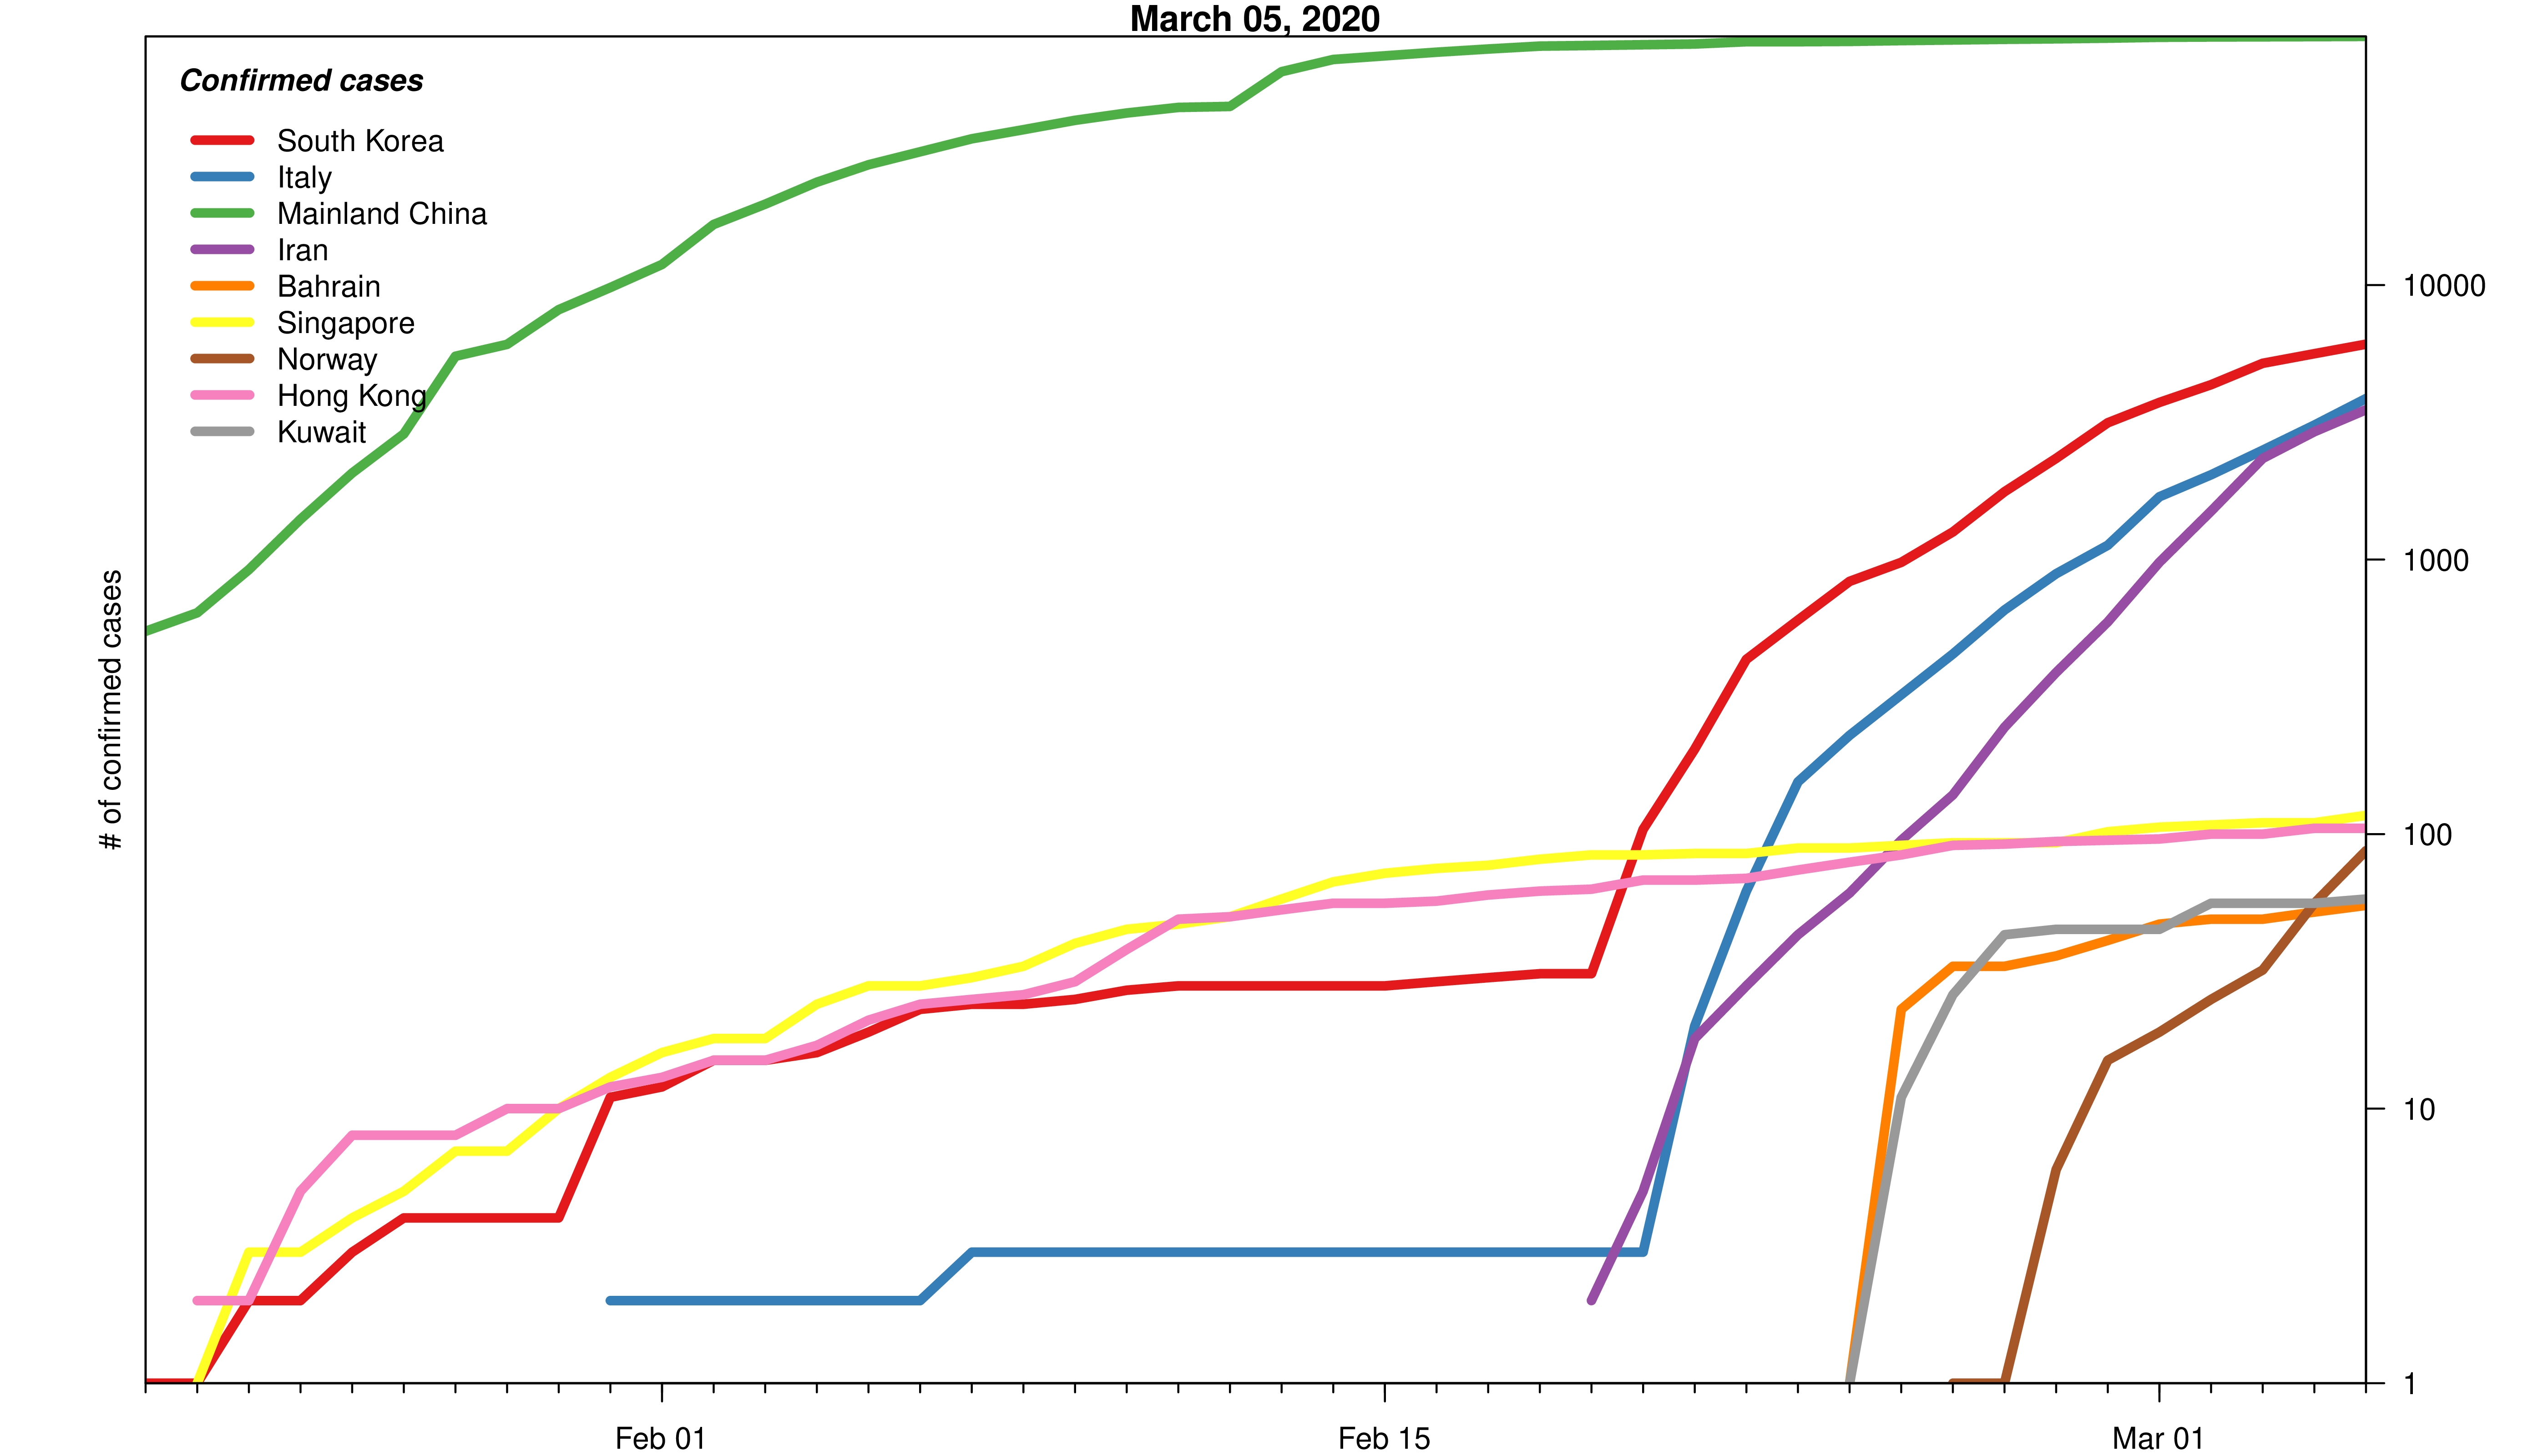 March 05, 2020
Confirmed cases
South Korea
Italy
Mainland China
Iran
Bahrain
Singapore
Norway
Hong Kong
Kuwait
# of confirmed cases
10000
1000
100
10
1
Feb 01
Feb 15
Mar 01